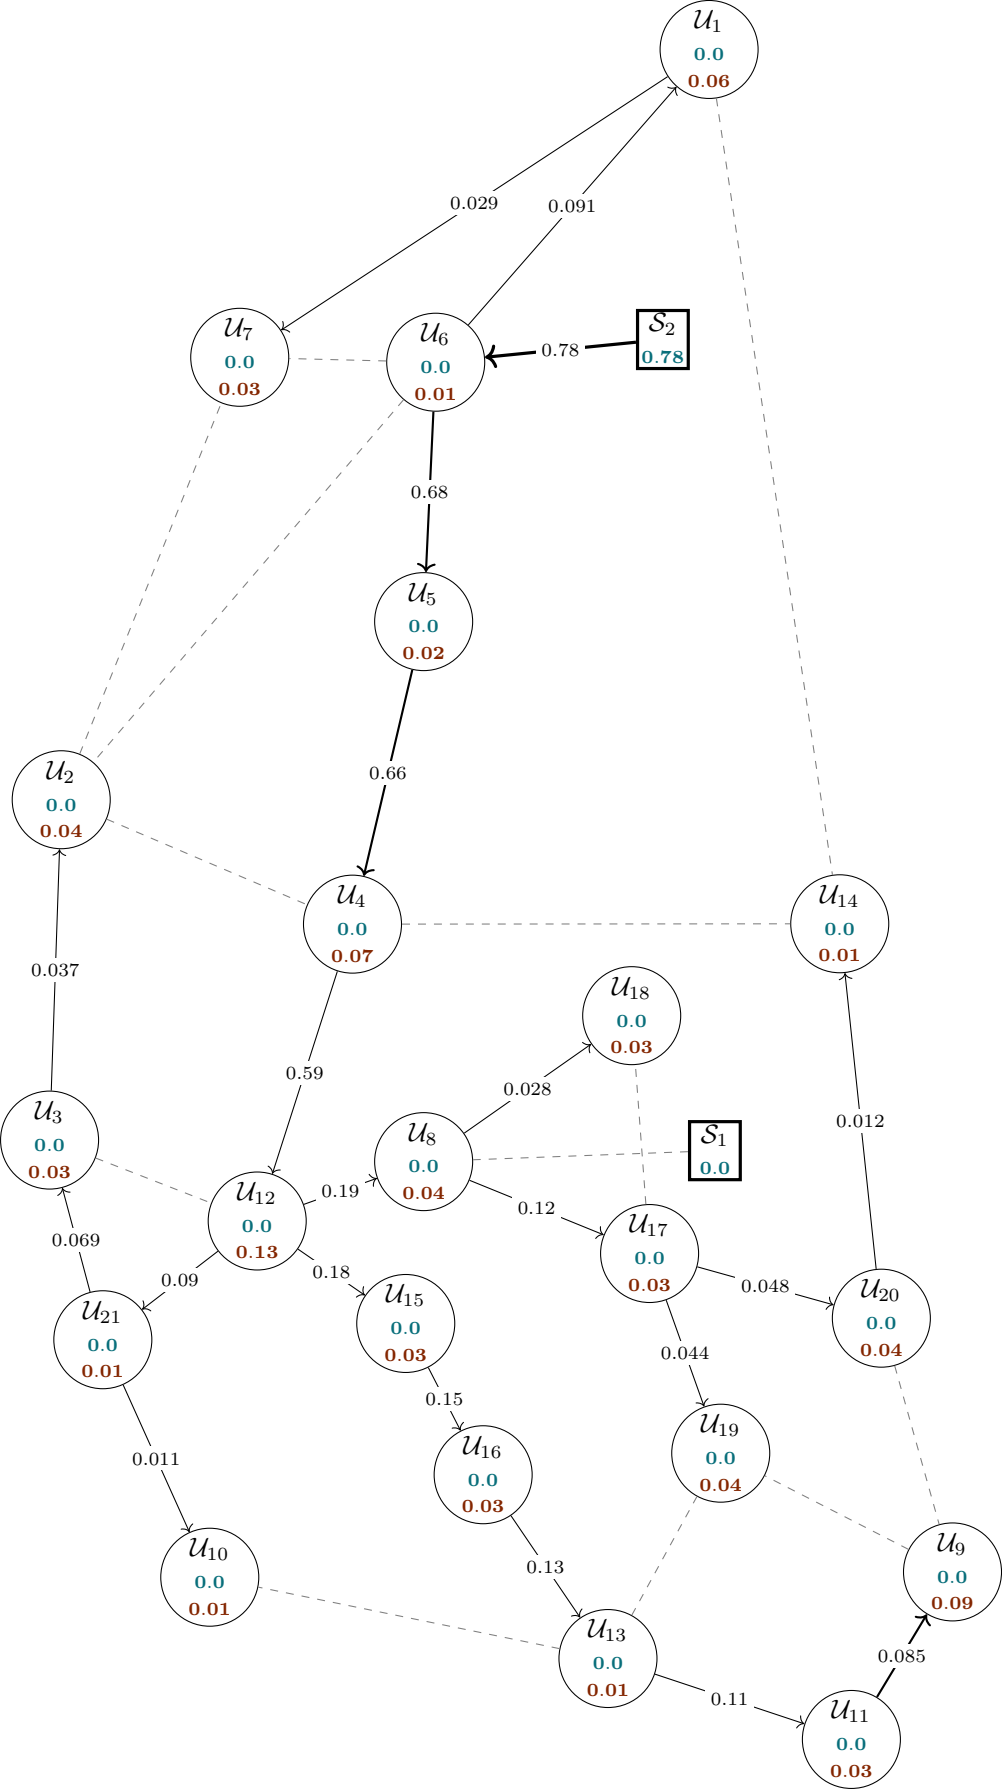 𝒰₁
0.0
0.06
0.029
0.091
𝒰₇
0.0
0.03
𝒰₆
0.0
0.01
0.78
𝒮₂
0.78
0.68
𝒰₅
0.0
0.02
0.66
𝒰₂
0.0
0.04
𝒰₄
0.0
0.07
𝒰₁₄
0.0
0.01
0.037
𝒰₁₈
0.0
0.03
0.59
0.028
0.012
𝒰₃
0.0
0.03
𝒰₈
0.0
0.04
𝒮₁
0.0
𝒰₁₂
0.0
0.13
0.19
0.12
𝒰₁₇
0.0
0.03
0.069
0.09
0.18
0.048
𝒰₂₀
0.0
0.04
𝒰₂₁
0.0
0.01
𝒰₁₅
0.0
0.03
0.044
0.15
0.011
𝒰₁₆
0.0
0.03
𝒰₁₉
0.0
0.04
𝒰₁₀
0.0
0.01
0.13
𝒰₉
0.0
0.09
𝒰₁₃
0.0
0.01
0.085
0.11
𝒰₁₁
0.0
0.03